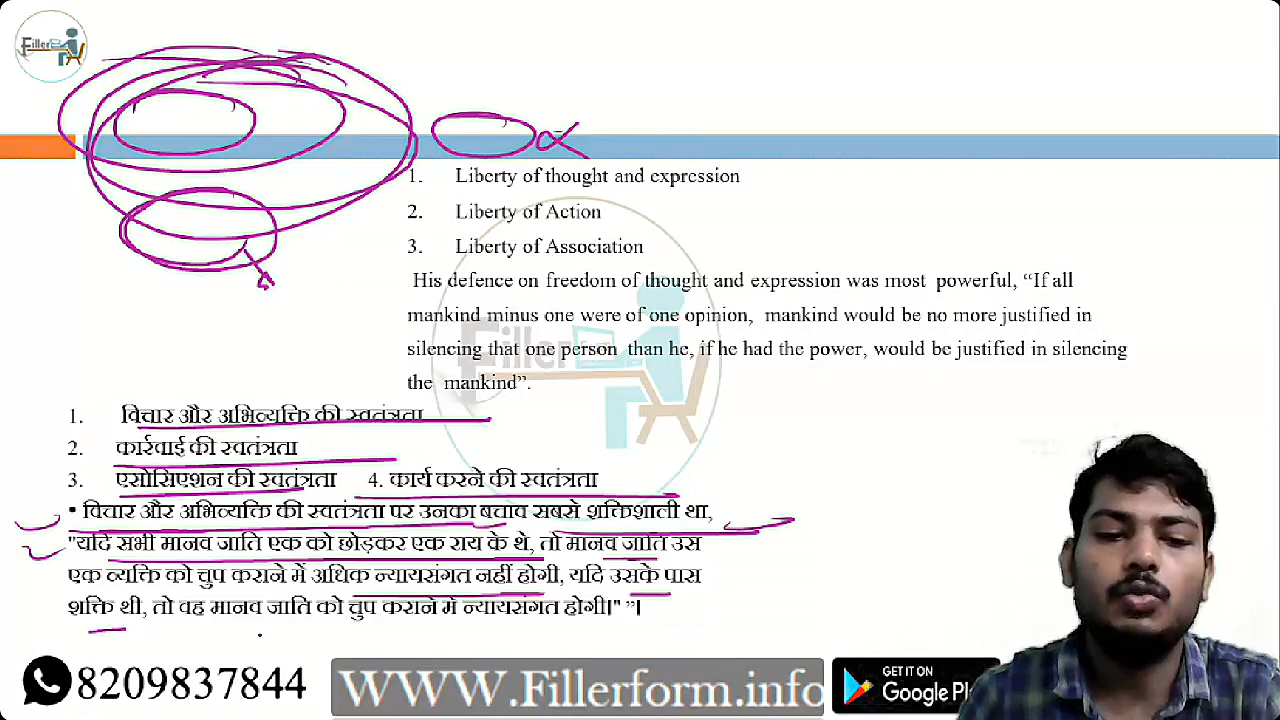 Filler
1. Liberty of thought and expression
2. Liberty of Action
3. Liberty of Association
His defence on freedom of thought and expression was most powerful, “If all
mankind minus one were of one opinion, mankind would be no more justified in
silencing that one person than he, if he had the power, would be justified in silencing
the mankind”.
Filler
1. विचार और अभिव्यक्ति की स्वतंत्रता
2. कार्रवाई की स्वतंत्रता
3. एसोसिएशन की स्वतंत्रता 4. कार्य करने की स्वतंत्रता
• विचार और अभिव्यक्ति की स्वतंत्रता पर उनका बचाव सबसे शक्तिशाली था,
"यदि सभी मानव जाति एक को छोड़कर एक राय के थे, तो मानव जाति उस
एक व्यक्ति को चुप कराने में अधिक न्यायसंगत नहीं होगी, यदि उसके पास
शक्ति थी, तो वह मानव जाति को चुप कराने में न्यायसंगत होगी।" ”।
8209837844
WWW.Fillerform.info
GET IT ON
Google Pl